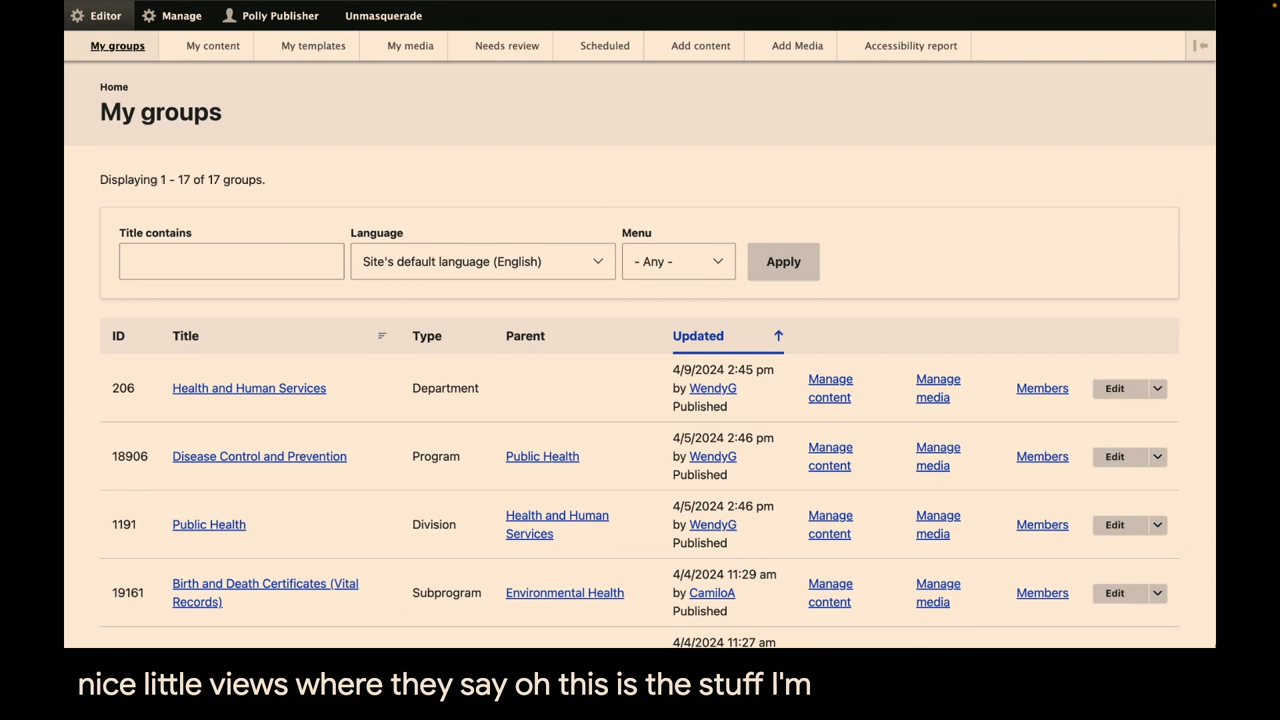 Editor Manage Polly Publisher Unmasquerade
My groups My content My templates My media Needs review Scheduled Add content Add Media Accessibility report
Home
My groups
Displaying 1 - 17 of 17 groups.
Title contains Language Menu
Site's default language (English) - Any - Apply
ID Title Type Parent Updated
206 Health and Human Services Department 4/9/2024 2:45 pm by WendyG Published Manage content Manage media Members Edit
18906 Disease Control and Prevention Program Public Health 4/5/2024 2:46 pm by WendyG Published Manage content Manage media Members Edit
1191 Public Health Division Health and Human Services 4/5/2024 2:46 pm by WendyG Published Manage content Manage media Members Edit
19161 Birth and Death Certificates (Vital Records) Subprogram Environmental Health 4/4/2024 11:29 am by CamiloA Published Manage content Manage media Members Edit
4/4/2024 11:27 am
nice little views where they say oh this is the stuff I'm